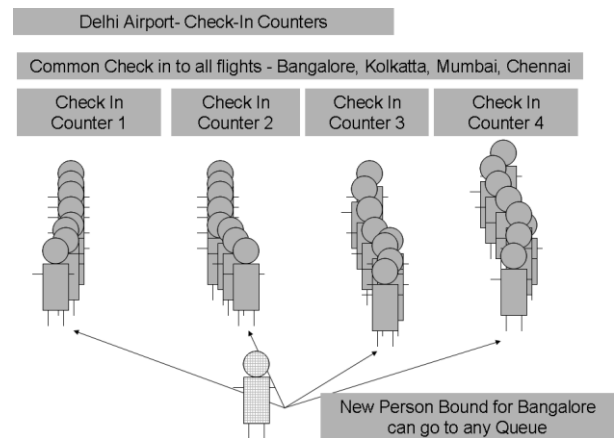 Delhi Airport- Check-In Counters
Common Check in to all flights - Bangalore, Kolkatta, Mumbai, Chennai
Check In
Counter 1
Check In
Counter 2
Check In
Counter 3
Check In
Counter 4
New Person Bound for Bangalore
can go to any Queue